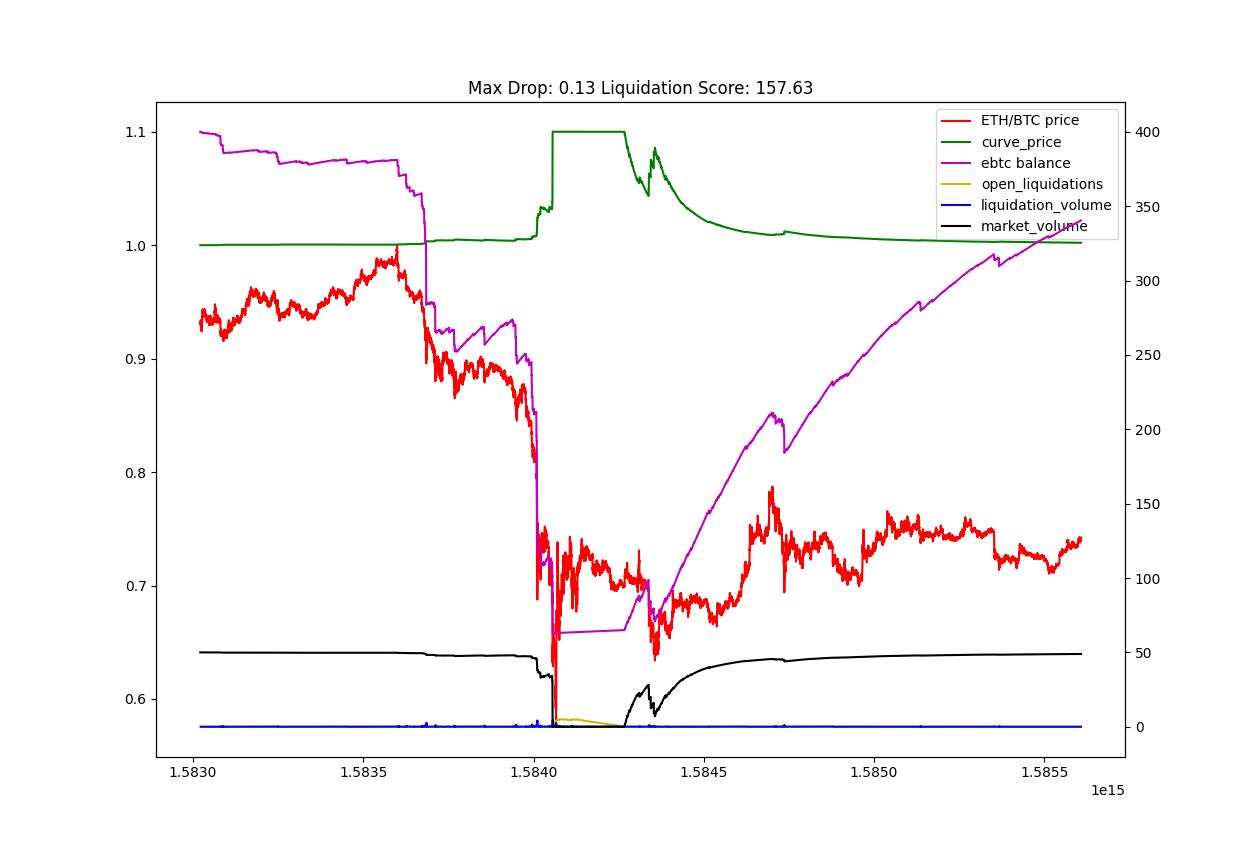 Max Drop: 0.13 Liquidation Score: 157.63
ETH/BTC price
curve_price
ebtc balance
open_liquidations
liquidation_volume
market_volume
1.1
1.0
0.9
0.8
0.7
0.6
400
350
300
250
200
150
100
50
0
1.5830
1.5835
1.5840
1.5845
1.5850
1.5855
1e15